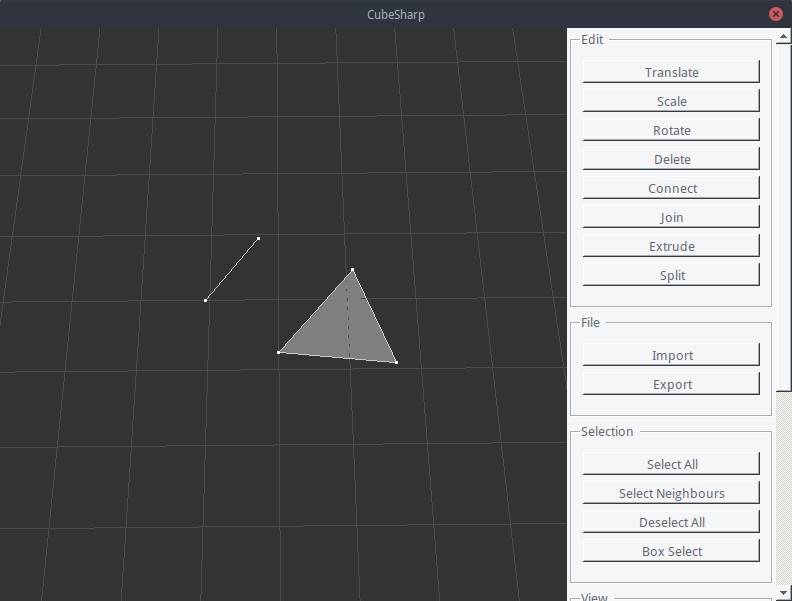 CubeSharp
Edit
Translate
Scale
Rotate
Delete
Connect
Join
Extrude
Split
File
Import
Export
Selection
Select All
Select Neighbours
Deselect All
Box Select
View